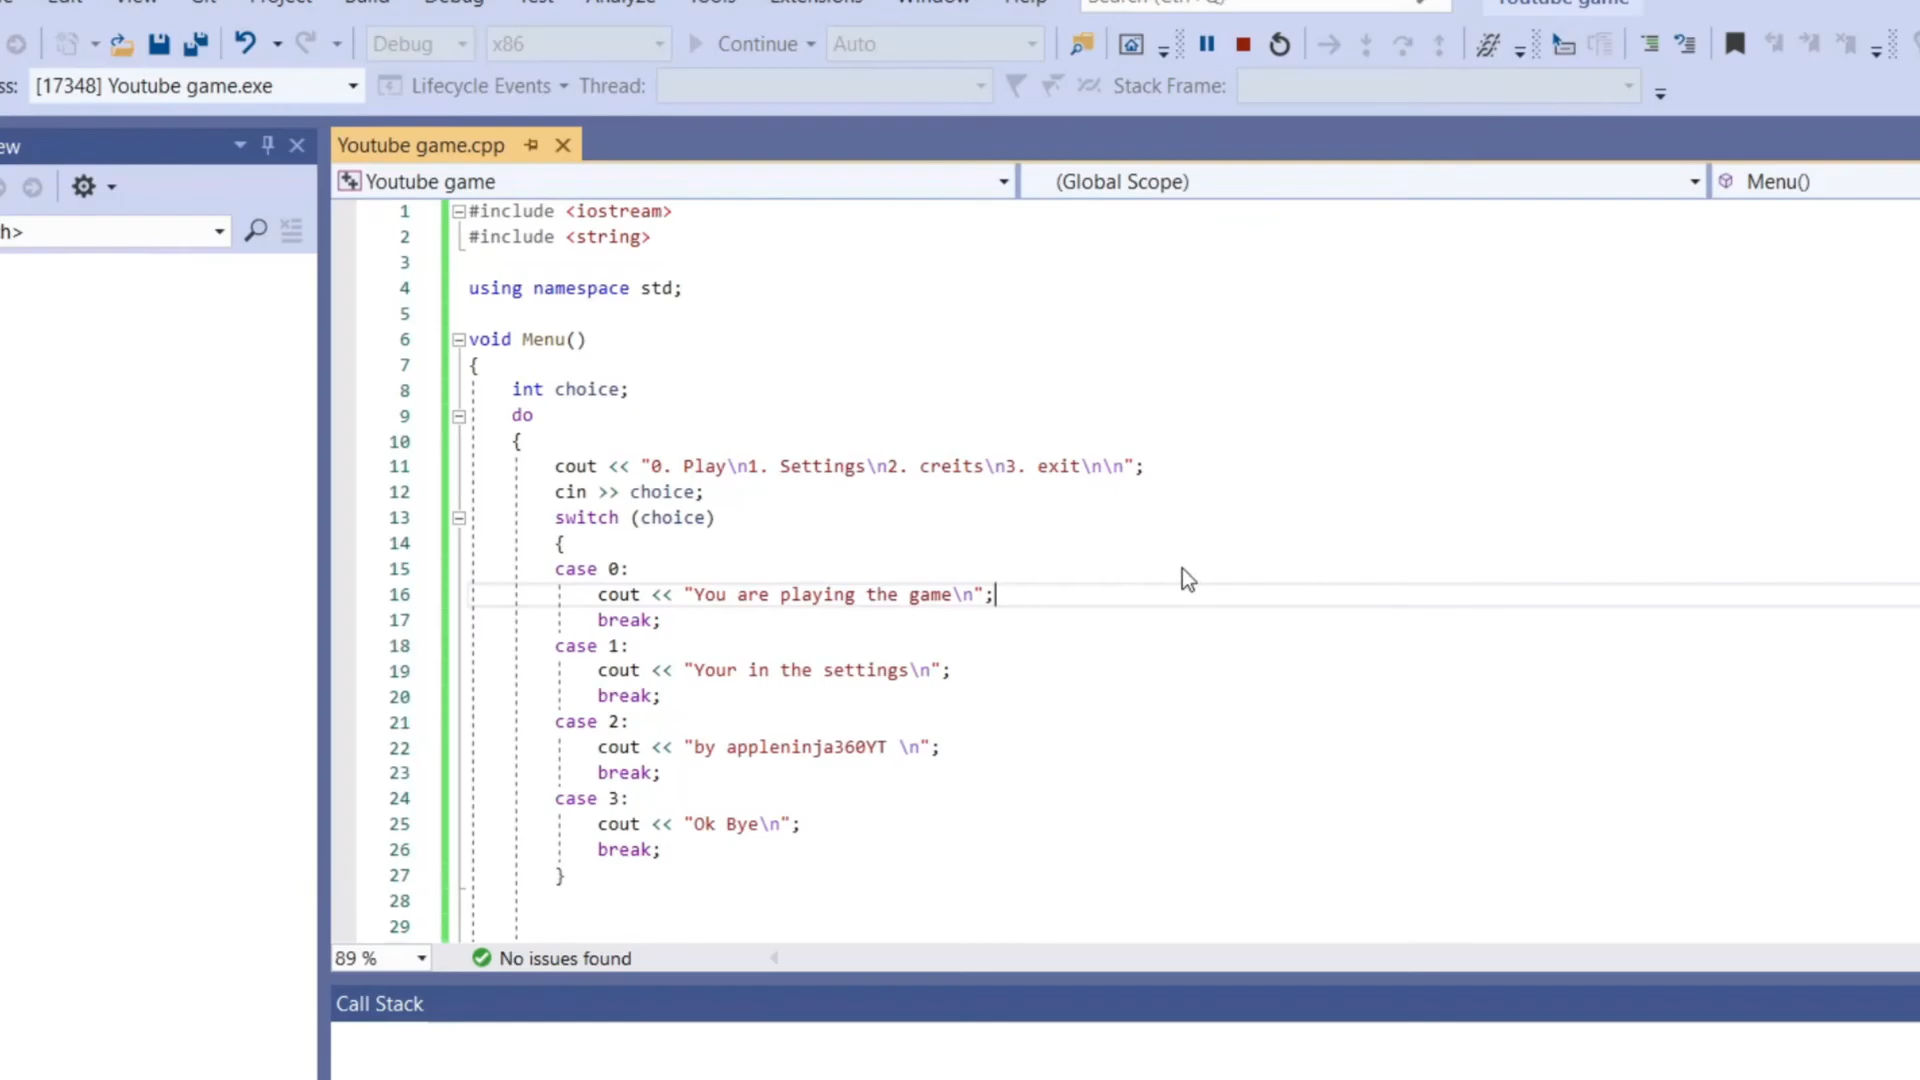 Youtube game
Debug x86 Continue Auto
ss: [17348] Youtube game.exe Lifecycle Events Thread: Stack Frame:
ew Youtube game.cpp
Youtube game (Global Scope) Menu()
h>
1 #include <iostream>
2 #include <string>
3
4 using namespace std;
5
6 void Menu()
7 {
8 int choice;
9 do
10 {
11 cout << "0. Play\n1. Settings\n2. creits\n3. exit\n\n";
12 cin >> choice;
13 switch (choice)
14 {
15 case 0:
16 cout << "You are playing the game\n";
17 break;
18 case 1:
19 cout << "Your in the settings\n";
20 break;
21 case 2:
22 cout << "by appleninja360YT \n";
23 break;
24 case 3:
25 cout << "Ok Bye\n";
26 break;
27 }
28
29
89 % No issues found
Call Stack